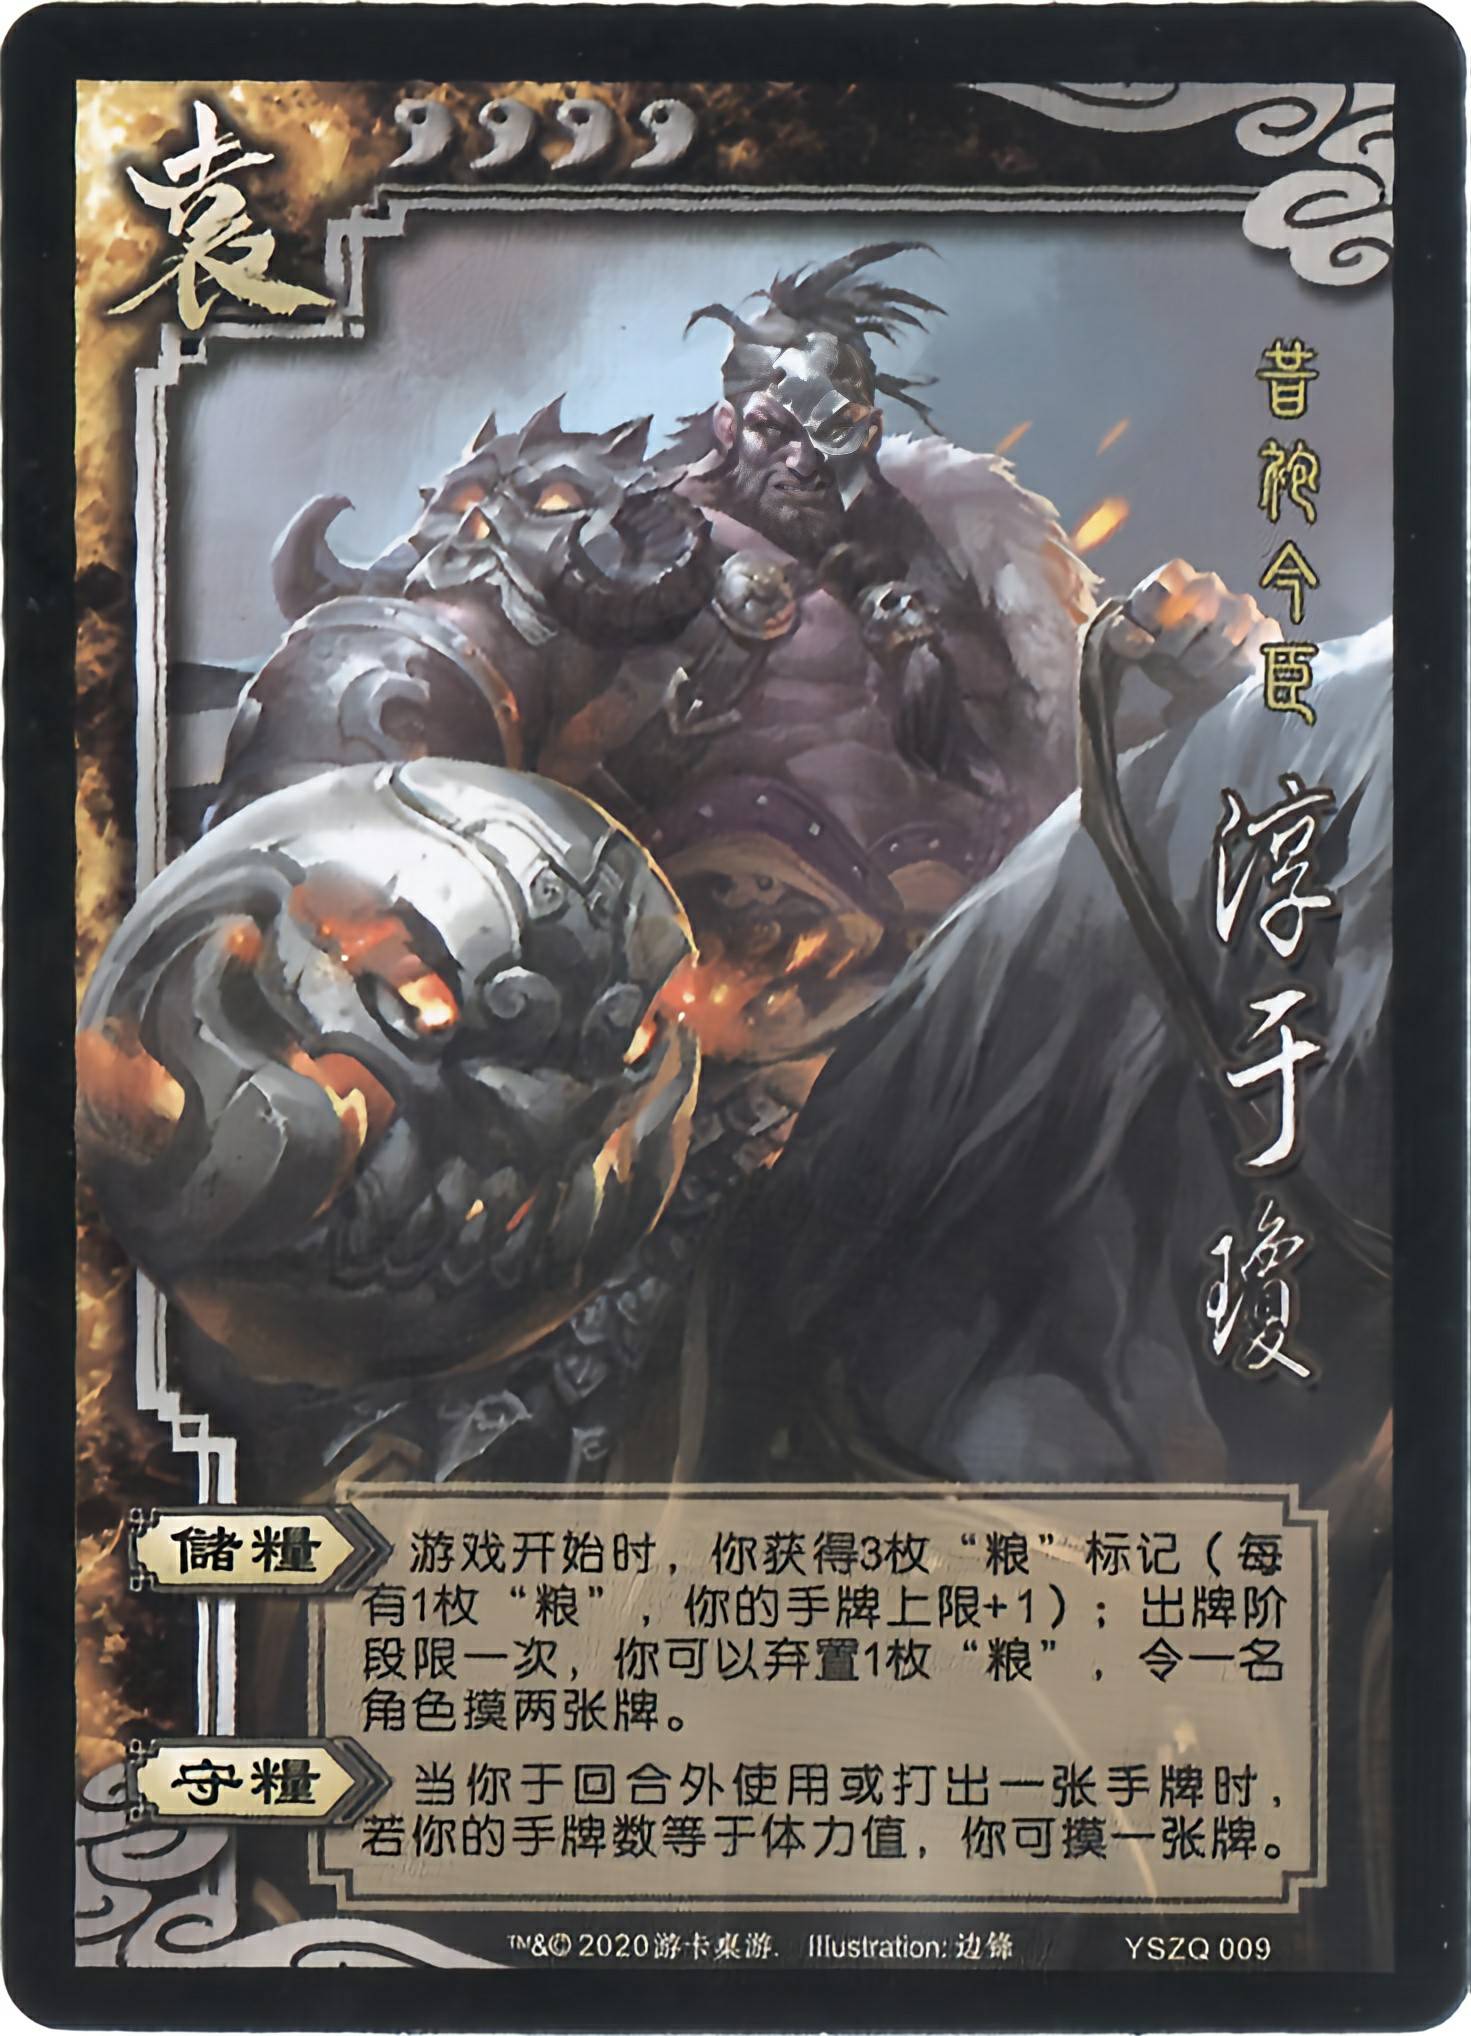 袁
昔袍今臣
淳于瓊
儲糧
游戏开始时，你获得3枚“粮”标记（每
有1枚“粮”，你的手牌上限+1）；出牌阶
段限一次，你可以弃置1枚“粮”，令一名
角色摸两张牌。
守糧
当你于回合外使用或打出一张手牌时，
若你的手牌数等于体力值，你可摸一张牌。
™&© 2020游卡桌游. Illustration: 边锋
YSZQ 009